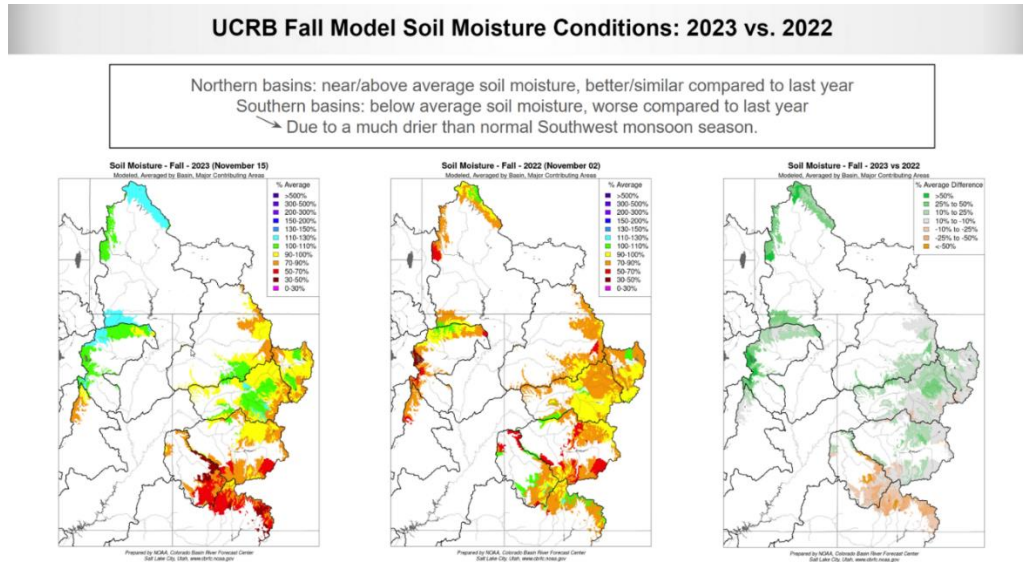 UCRB Fall Model Soil Moisture Conditions: 2023 vs. 2022
Northern basins: near/above average soil moisture, better/similar compared to last year
Southern basins: below average soil moisture, worse compared to last year
Due to a much drier than normal Southwest monsoon season.
Soil Moisture - Fall - 2023 (November 15)
Modeled, Averaged by Basin, Major Contributing Areas
% Average
>500%
300-500%
200-300%
150-200%
130-150%
110-130%
100-110%
90-100%
70-90%
50-70%
30-50%
0-30%
Prepared by NOAA, Colorado Basin River Forecast Center
Salt Lake City, Utah, www.cbrfc.noaa.gov
Soil Moisture - Fall - 2022 (November 02)
Modeled, Averaged by Basin, Major Contributing Areas
% Average
>500%
300-500%
200-300%
150-200%
130-150%
110-130%
100-110%
90-100%
70-90%
50-70%
30-50%
0-30%
Prepared by NOAA, Colorado Basin River Forecast Center
Salt Lake City, Utah, www.cbrfc.noaa.gov
Soil Moisture - Fall - 2023 vs 2022
Modeled, Averaged by Basin, Major Contributing Areas
% Average Difference
>50%
25% to 50%
10% to 25%
10% to -10%
-10% to -25%
-25% to -50%
<-50%
Prepared by NOAA, Colorado Basin River Forecast Center
Salt Lake City, Utah, www.cbrfc.noaa.gov